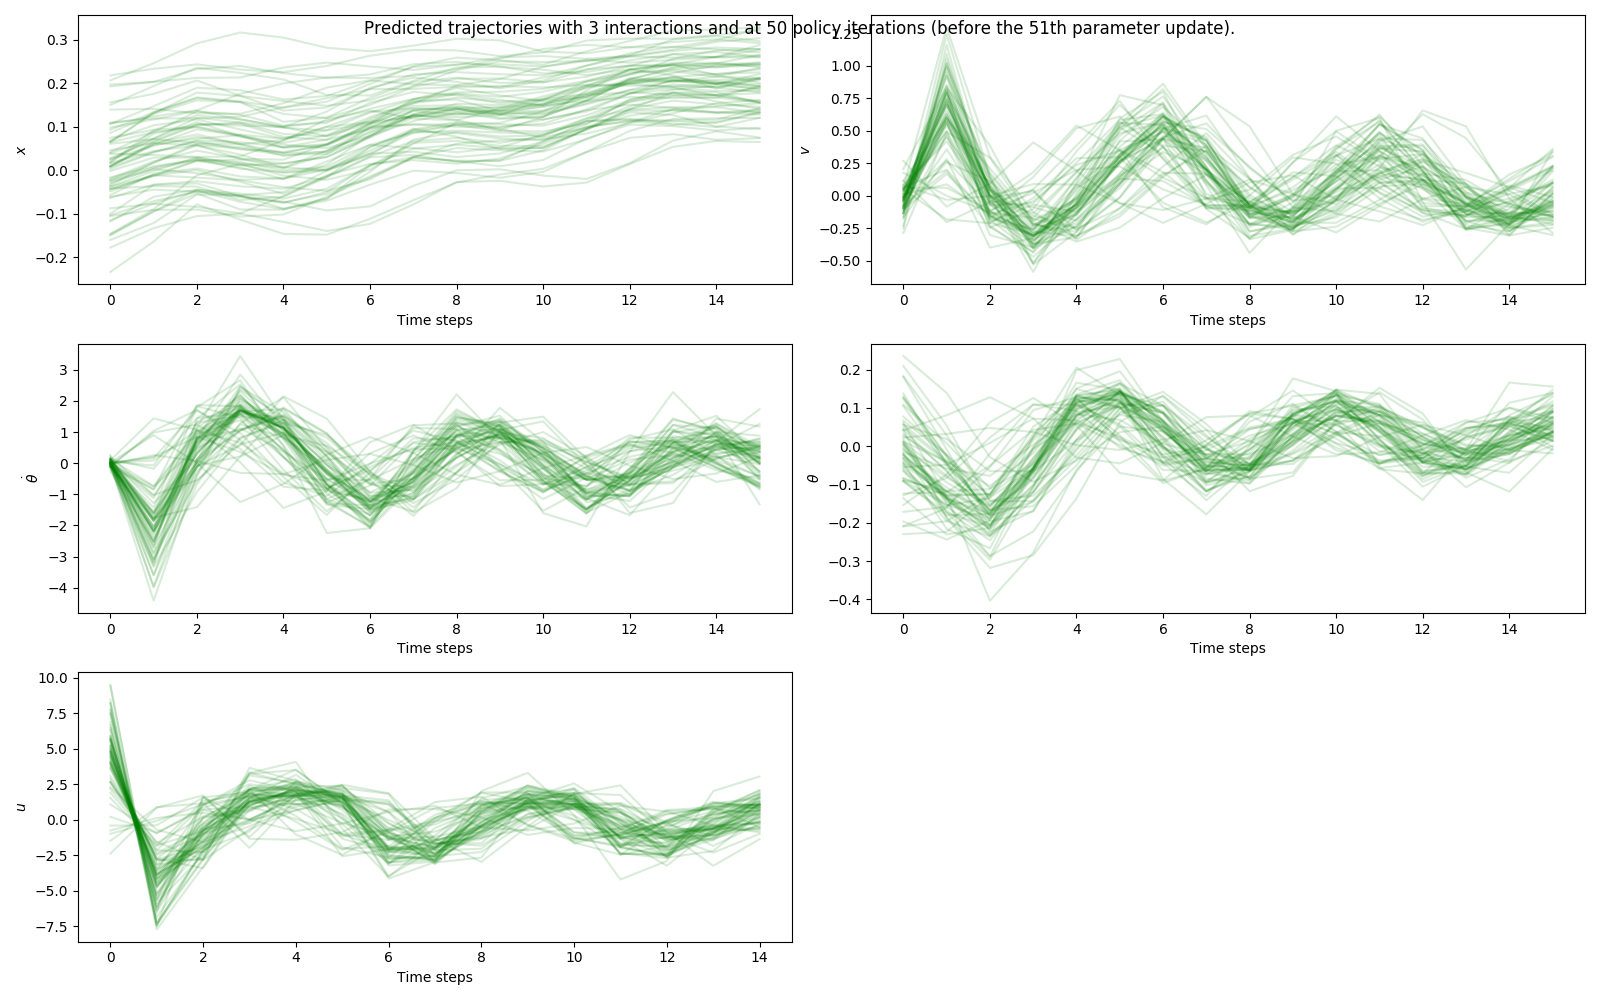 Predicted trajectories with 3 interactions and at 50 policy iterations (before the 51th parameter update).
0.3
0.2
0.1
0.0
−0.1
−0.2
x
0 2 4 6 8 10 12 14
Time steps
1.25
1.00
0.75
0.50
0.25
0.00
−0.25
−0.50
v
0 2 4 6 8 10 12 14
Time steps
3
2
1
0
−1
−2
−3
−4
θ̇
0 2 4 6 8 10 12 14
Time steps
0.2
0.1
0.0
−0.1
−0.2
−0.3
−0.4
θ
0 2 4 6 8 10 12 14
Time steps
10.0
7.5
5.0
2.5
0.0
−2.5
−5.0
−7.5
u
0 2 4 6 8 10 12 14
Time steps